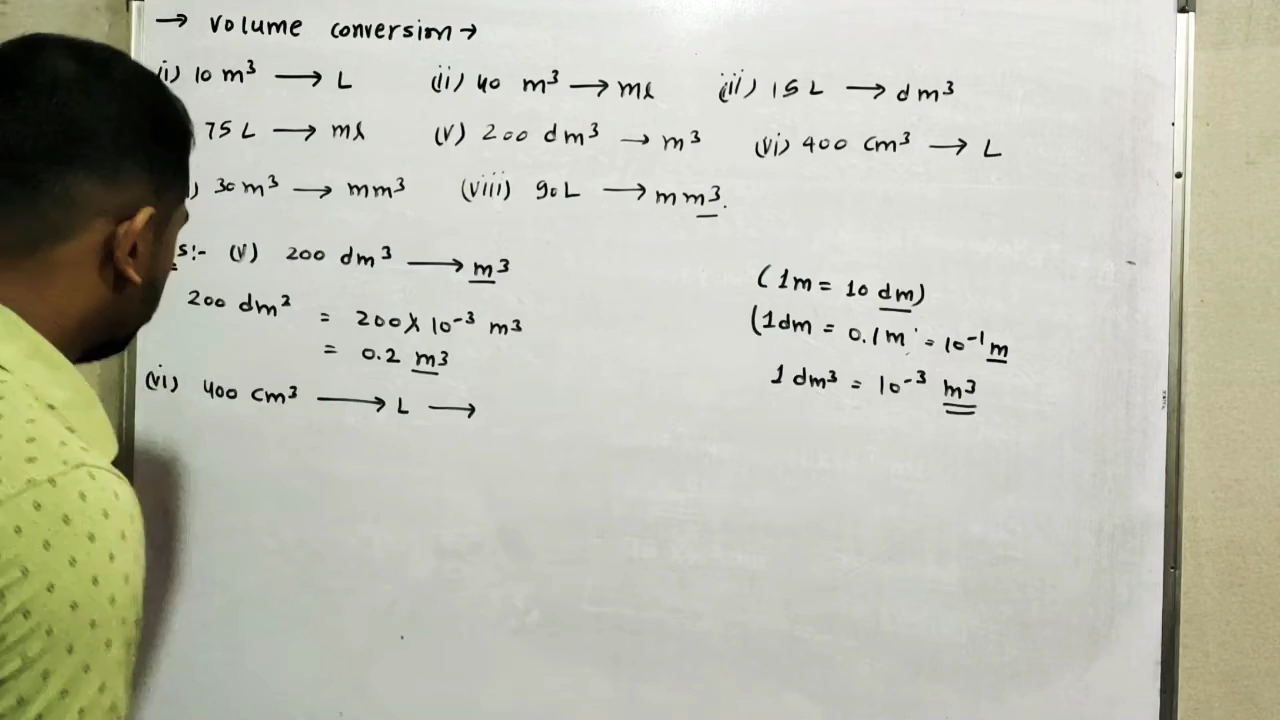 → Volume conversion →
(i) 10 m³ → L (ii) 40 m³ → ml (iii) 15 L → dm³
75 L → ml (v) 200 dm³ → m³ (vi) 400 cm³ → L
) 30 m³ → mm³ (viii) 90 L → mm³.
s:- (v) 200 dm³ → m³
200 dm² = 200 × 10⁻³ m³
= 0.2 m³
(vi) 400 cm³ → L →
(1m = 10 dm)
(1dm = 0.1 m = 10⁻¹ m
1 dm³ = 10⁻³ m³